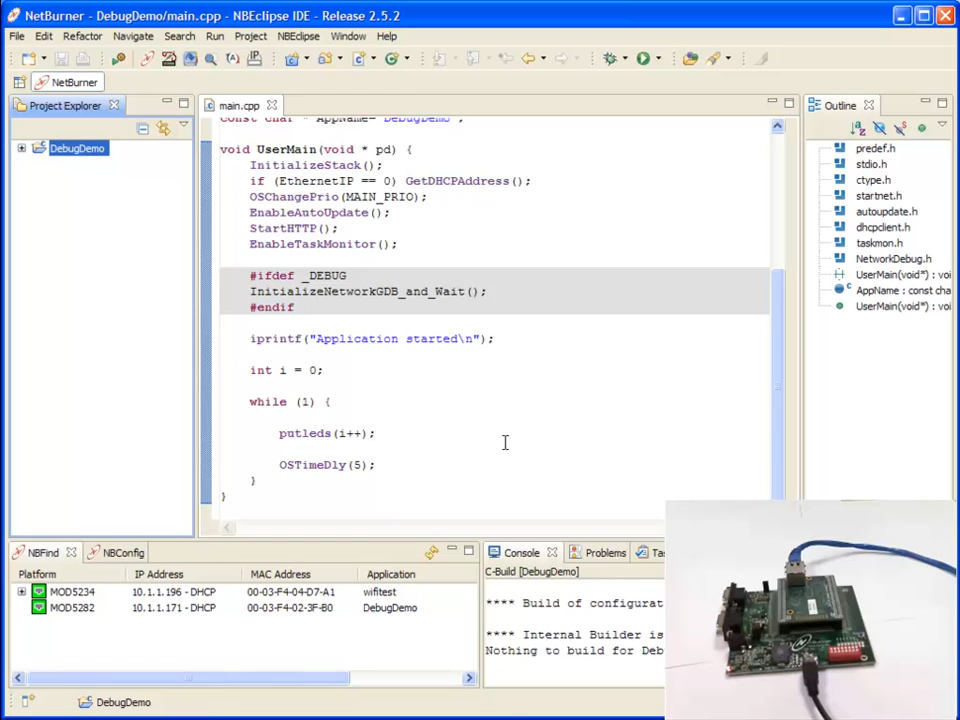 NetBurner - DebugDemo/main.cpp - NBEclipse IDE - Release 2.5.2
File Edit Refactor Navigate Search Run Project NBEclipse Window Help
NetBurner
Project Explorer
DebugDemo
main.cpp
const char * AppName="DebugDemo";
void UserMain(void * pd) {
InitializeStack();
if (EthernetIP == 0) GetDHCPAddress();
OSChangePrio(MAIN_PRIO);
EnableAutoUpdate();
StartHTTP();
EnableTaskMonitor();
#ifdef _DEBUG
InitializeNetworkGDB_and_Wait();
#endif
iprintf("Application started\n");
int i = 0;
while (1) {
putleds(i++);
OSTimeDly(5);
}
}
Outline
predef.h
stdio.h
ctype.h
startnet.h
autoupdate.h
dhcpclient.h
taskmon.h
NetworkDebug.h
UserMain(void*) : voi
AppName : const cha
UserMain(void*) : voi
NBFind NBConfig
Platform IP Address MAC Address Application
MOD5234 10.1.1.196 - DHCP 00-03-F4-04-D7-A1 wifitest
MOD5282 10.1.1.171 - DHCP 00-03-F4-02-3F-B0 DebugDemo
Console Problems Ta
C-Build [DebugDemo]
**** Build of configurat
**** Internal Builder is
Nothing to build for Deb
DebugDemo